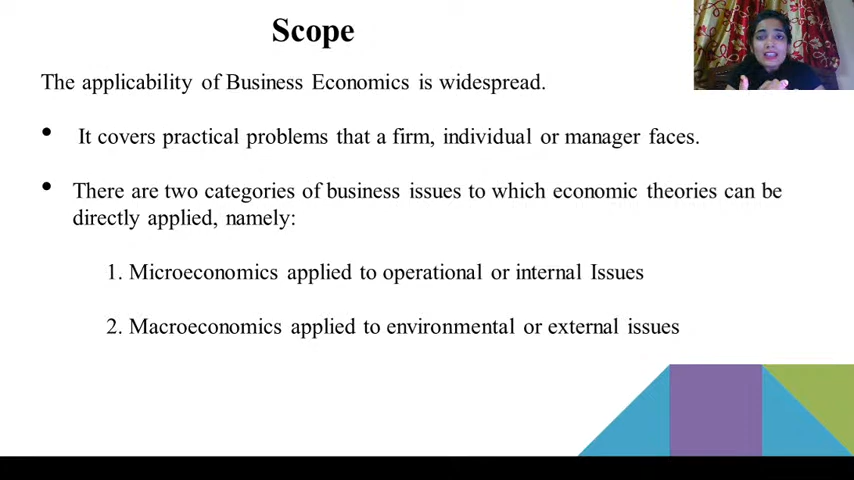 Scope
The applicability of Business Economics is widespread.
• It covers practical problems that a firm, individual or manager faces.
• There are two categories of business issues to which economic theories can be
directly applied, namely:
1. Microeconomics applied to operational or internal Issues
2. Macroeconomics applied to environmental or external issues